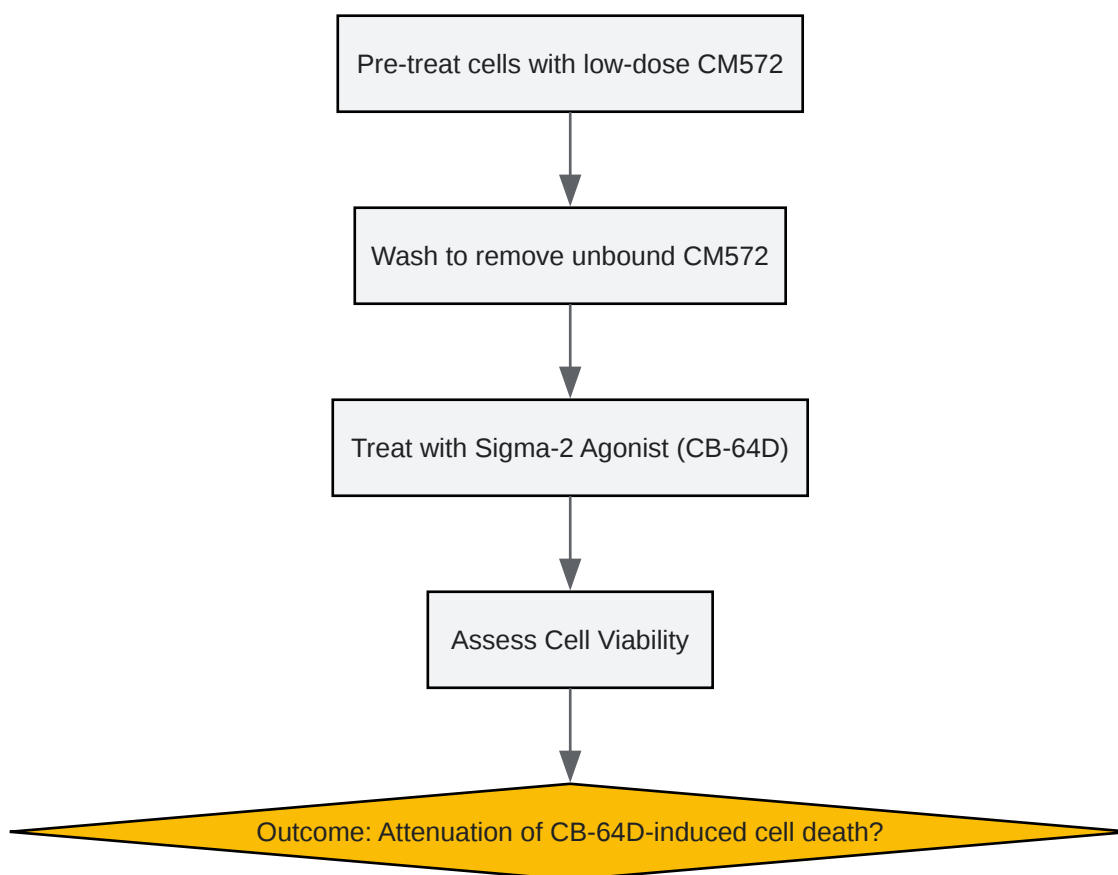 Pre-treat cells with low-dose CM572
Wash to remove unbound CM572
Treat with Sigma-2 Agonist (CB-64D)
Assess Cell Viability
Outcome: Attenuation of CB-64D-induced cell death?